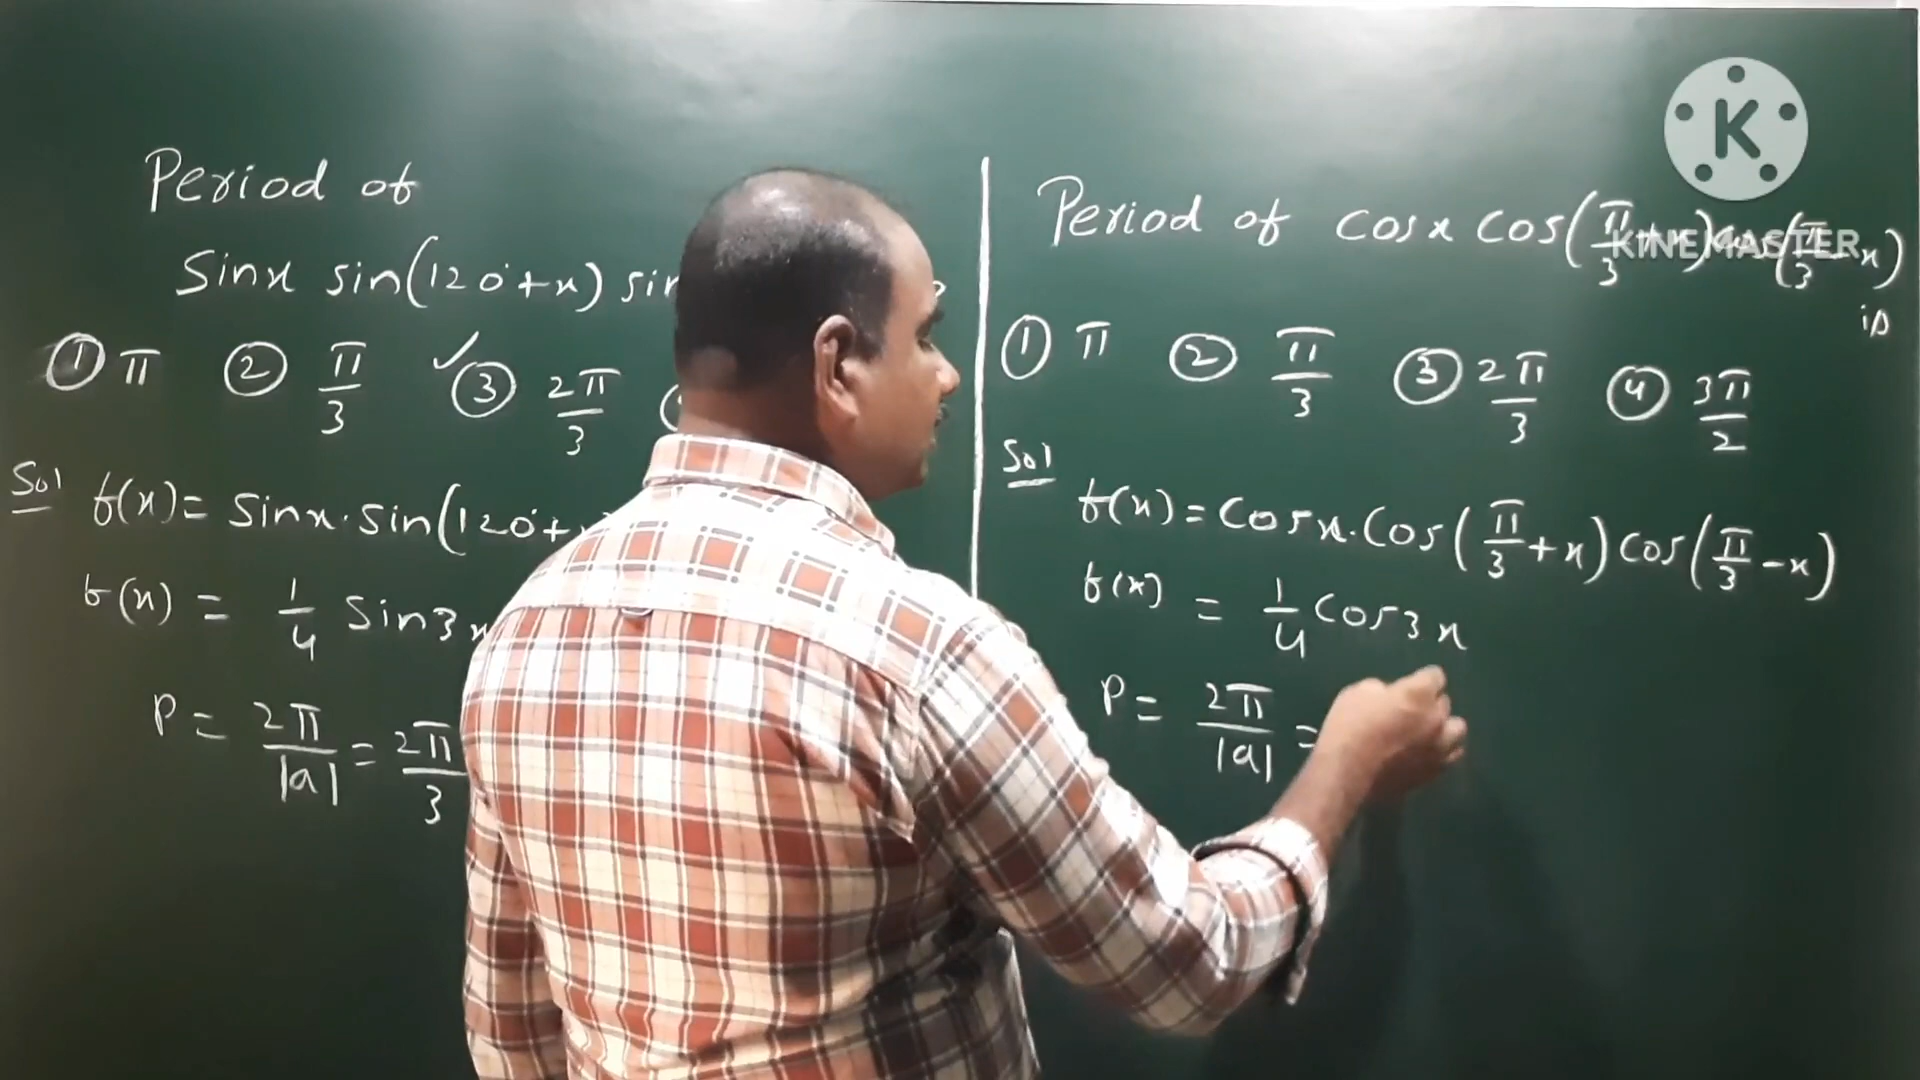 Period of
Sinx sin(120°+x) sin
① π ② π/3 ✓③ 2π/3
Sol f(x) = Sinx. sin(120°+
f(x) = 1/4 Sin3x
P = 2π/|a| = 2π/3
Period of cosx cos(π/3+x) cos(π/3-x) is
① π ② π/3 ③ 2π/3 ④ 3π/2
Sol
f(x) = Cosx. Cos(π/3+x) Cos(π/3-x)
f(x) = 1/4 Cos3x
P = 2π/|a| =
K
KINEMASTER